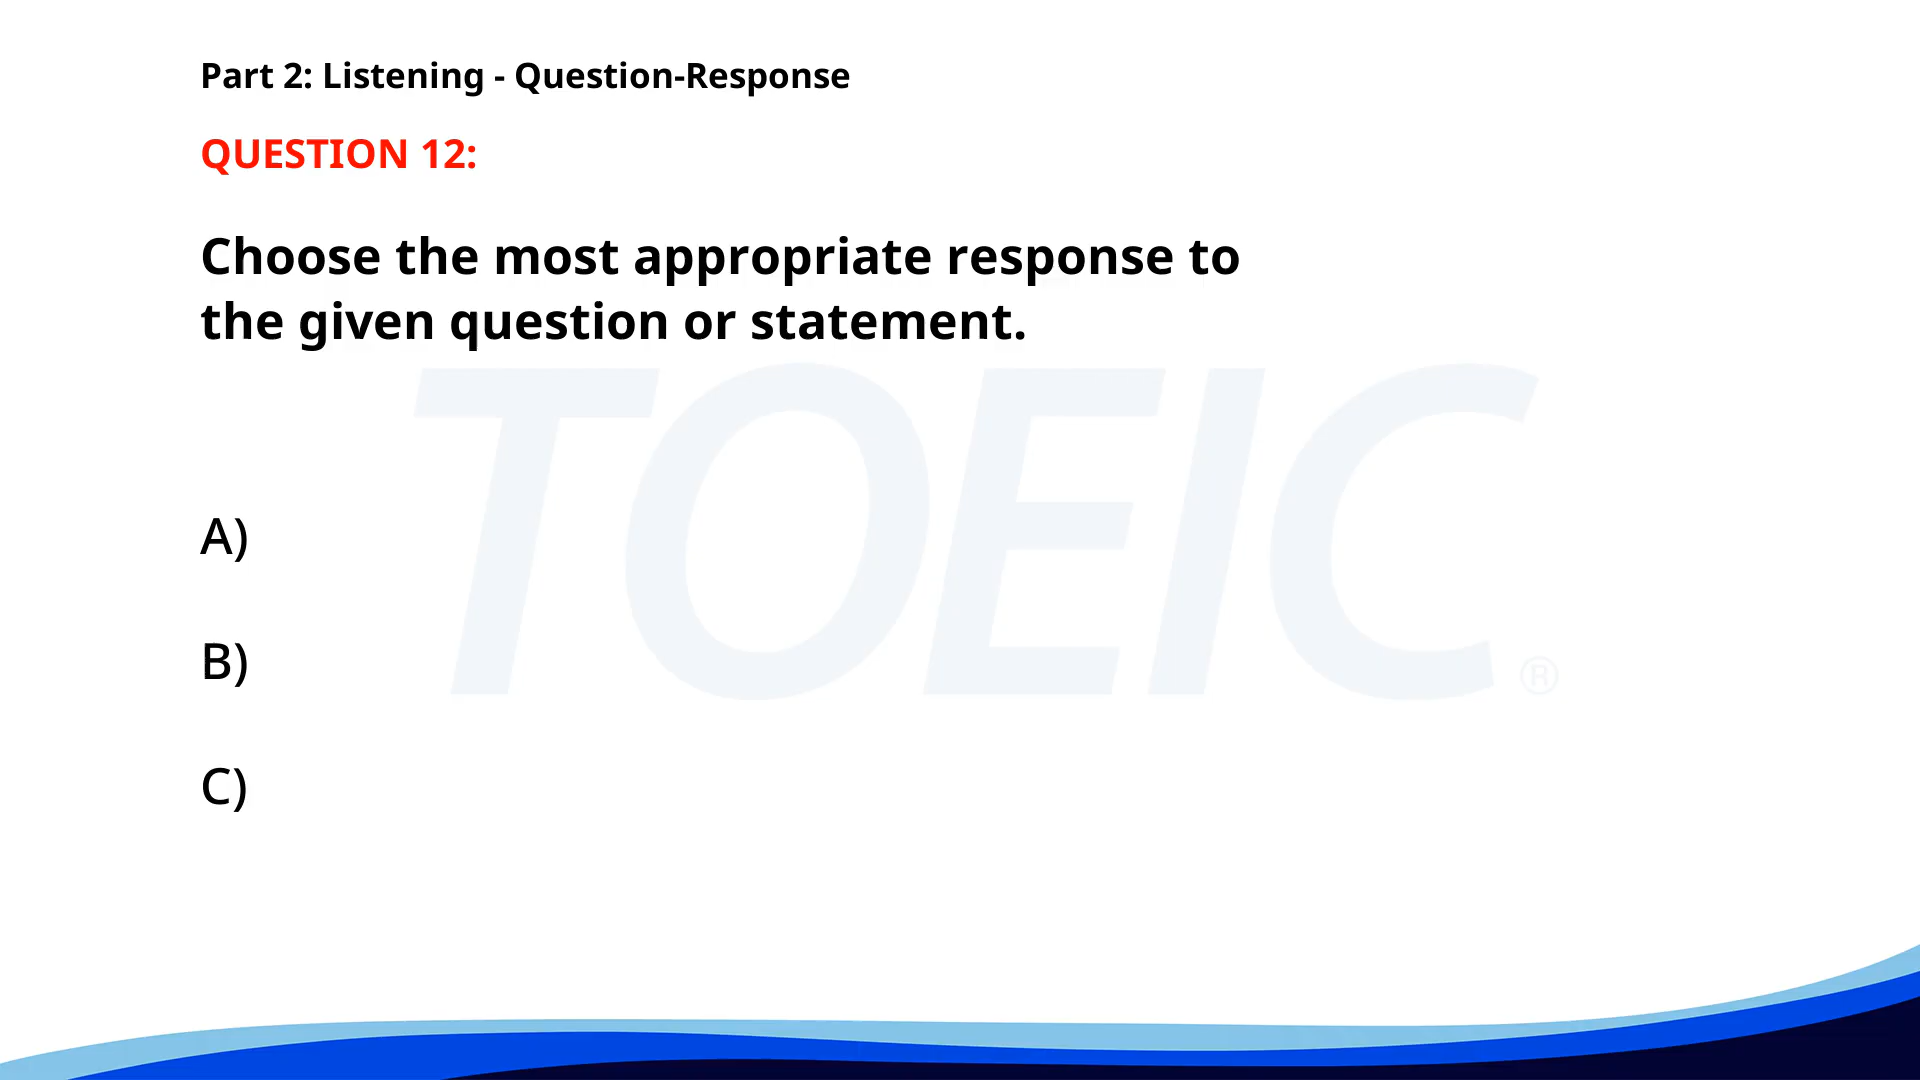 Part 2: Listening - Question-Response
QUESTION 12:
Choose the most appropriate response to
the given question or statement.
TOEIC®
A)
B)
C)